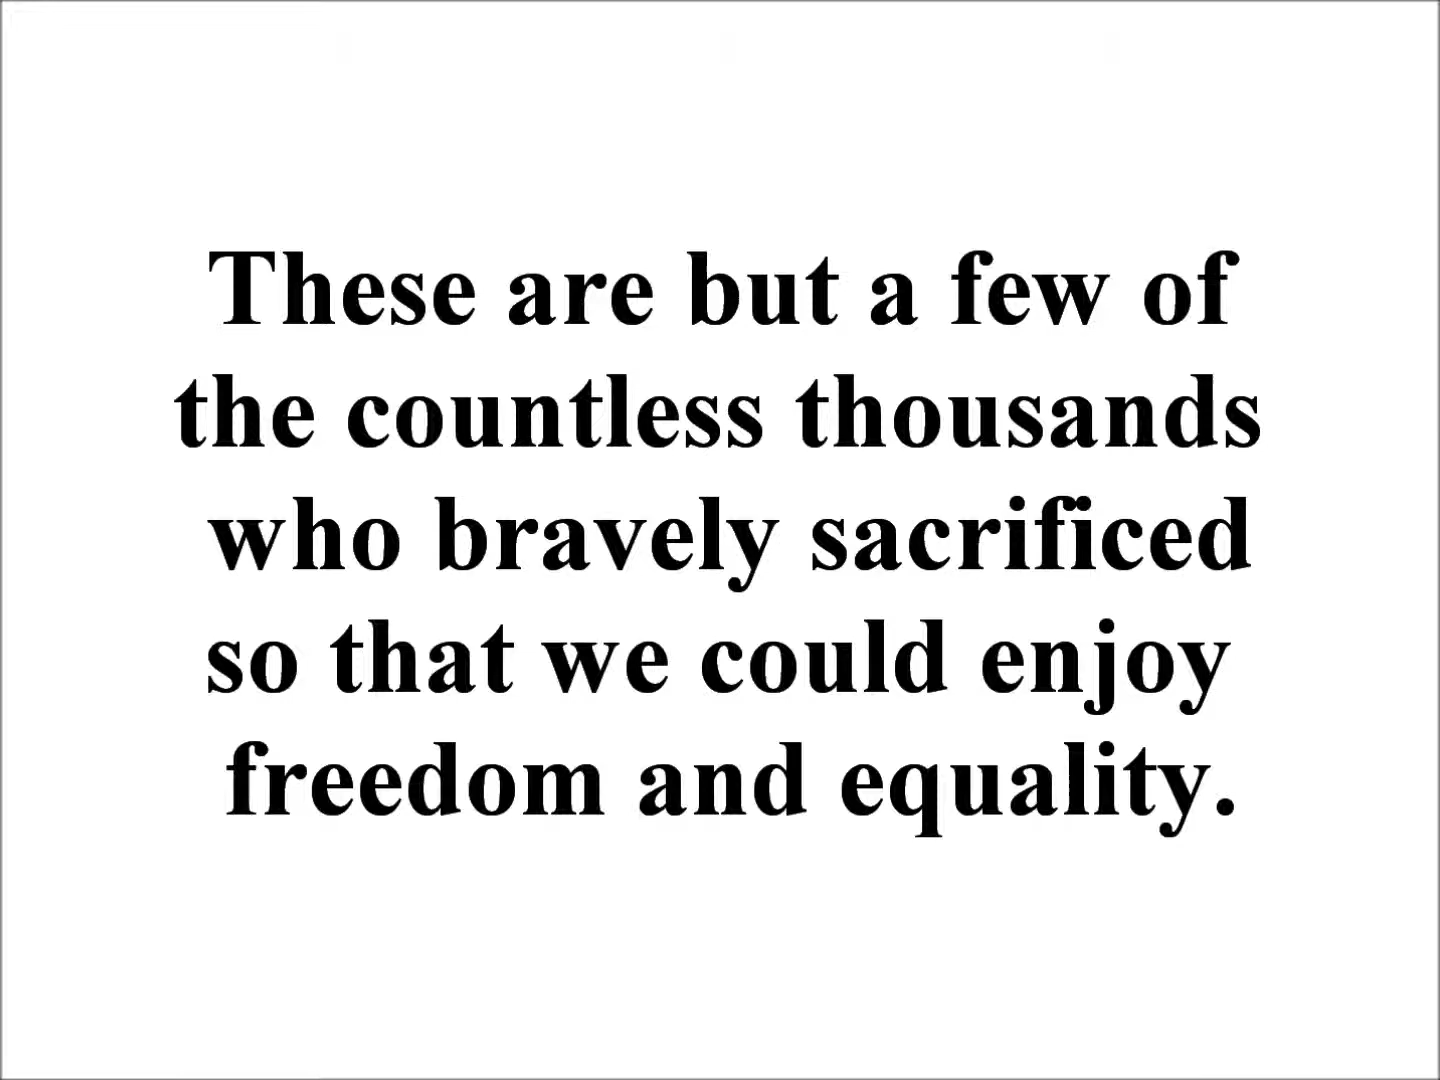 These are but a few of
the countless thousands
who bravely sacrificed
so that we could enjoy
freedom and equality.